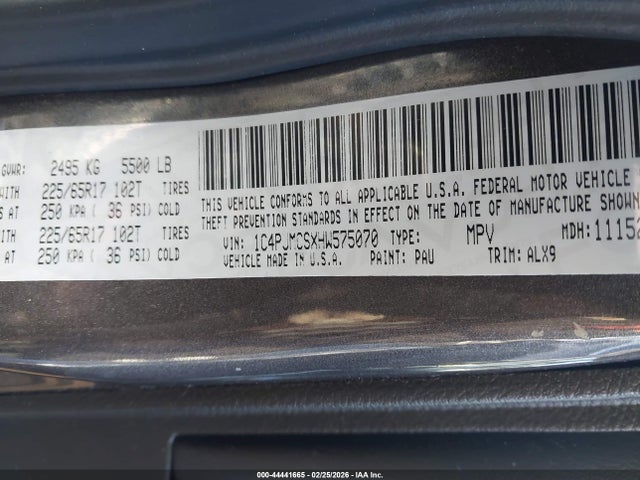 GVWR: 2495 KG 5500 LB
WITH 225/65R17 102T TIRES
S AT 250 KPA ( 36 PSI) COLD
WITH 225/65R17 102T TIRES
AT 250 KPA ( 36 PSI) COLD
THIS VEHICLE CONFORMS TO ALL APPLICABLE U.S.A. FEDERAL MOTOR VEHICLE
THEFT PREVENTION STANDARDS IN EFFECT ON THE DATE OF MANUFACTURE SHOWN
VIN: 1C4PJMCSXHW575070 TYPE: MPV MDH: 11152
VEHICLE MADE IN U.S.A. PAINT: PAU TRIM: ALX9
000-44441665 - 02/25/2026 - IAAI Inc.